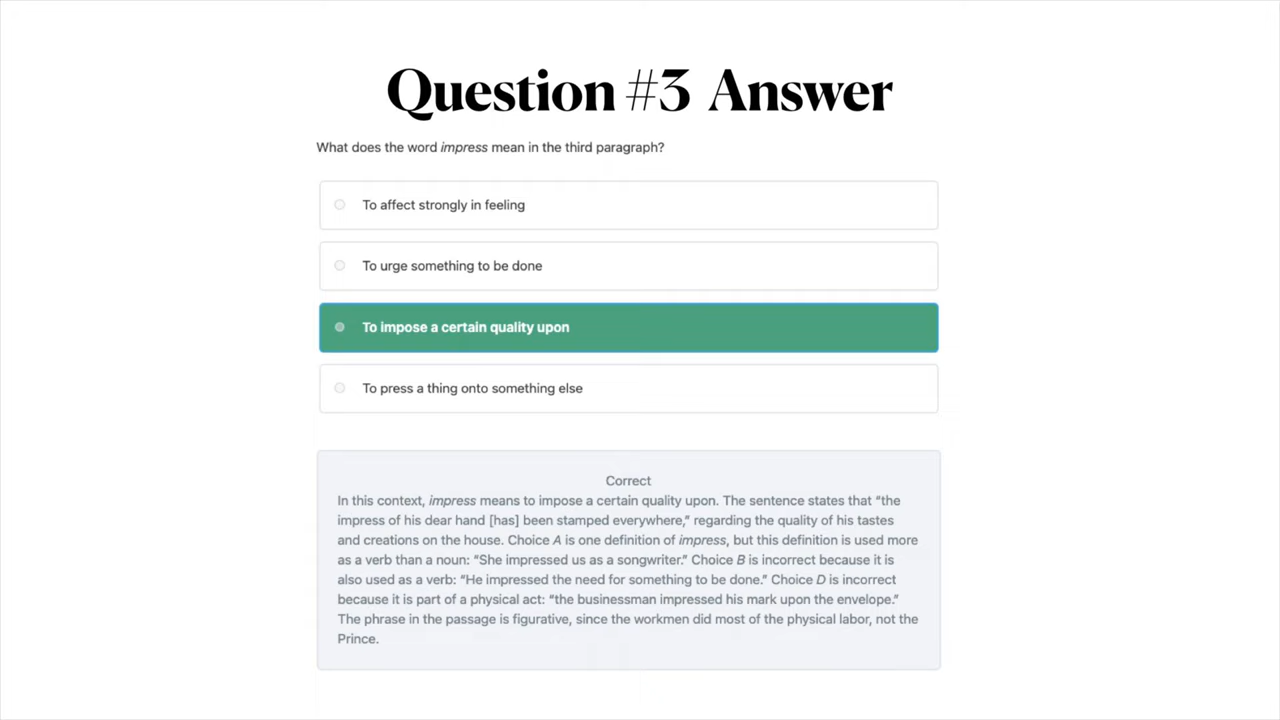 Question #3 Answer
What does the word impress mean in the third paragraph?
To affect strongly in feeling
To urge something to be done
To impose a certain quality upon
To press a thing onto something else
Correct
In this context, impress means to impose a certain quality upon. The sentence states that “the
impress of his dear hand [has] been stamped everywhere,” regarding the quality of his tastes
and creations on the house. Choice A is one definition of impress, but this definition is used more
as a verb than a noun: “She impressed us as a songwriter.” Choice B is incorrect because it is
also used as a verb: “He impressed the need for something to be done.” Choice D is incorrect
because it is part of a physical act: “the businessman impressed his mark upon the envelope.”
The phrase in the passage is figurative, since the workmen did most of the physical labor, not the
Prince.